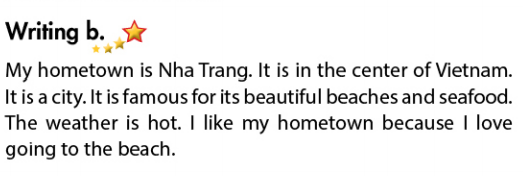 Writing b.
My hometown is Nha Trang. It is in the center of Vietnam.
It is a city. It is famous for its beautiful beaches and seafood.
The weather is hot. I like my hometown because I love
going to the beach.